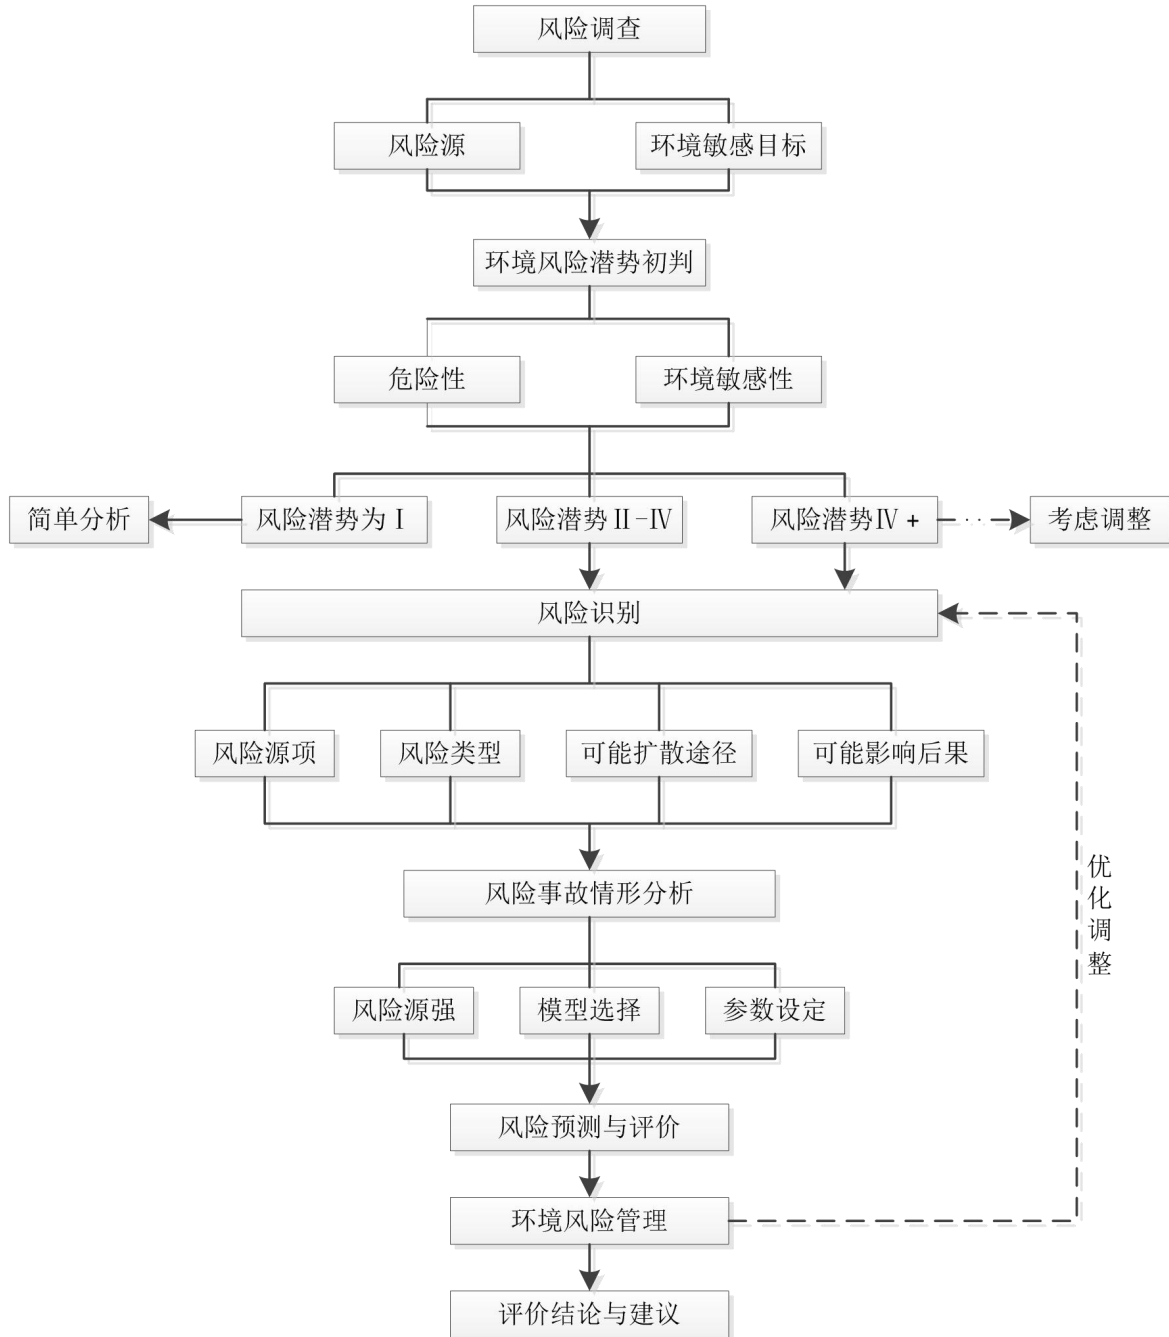 风险调查
风险源
环境敏感目标
环境风险潜势初判
危险性
环境敏感性
简单分析
风险潜势为Ⅰ
风险潜势Ⅱ-Ⅳ
风险潜势Ⅳ+
考虑调整
风险识别
风险源项
风险类型
可能扩散途径
可能影响后果
风险事故情形分析
优化调整
风险源强
模型选择
参数设定
风险预测与评价
环境风险管理
评价结论与建议